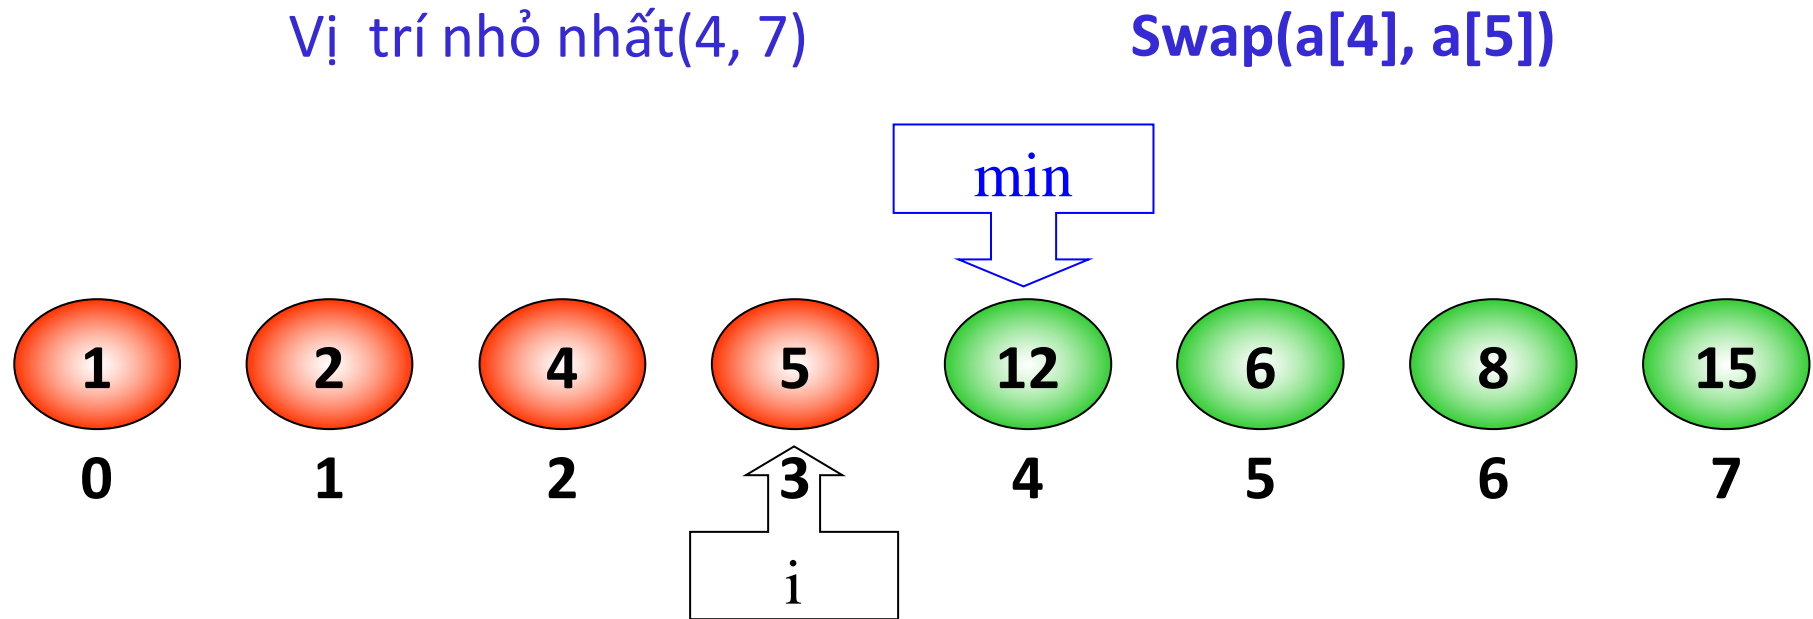 Vị trí nhỏ nhất(4, 7) Swap(a[4], a[5])
min
1 2 4 5 12 6 8 15
0 1 2 3 4 5 6 7
i